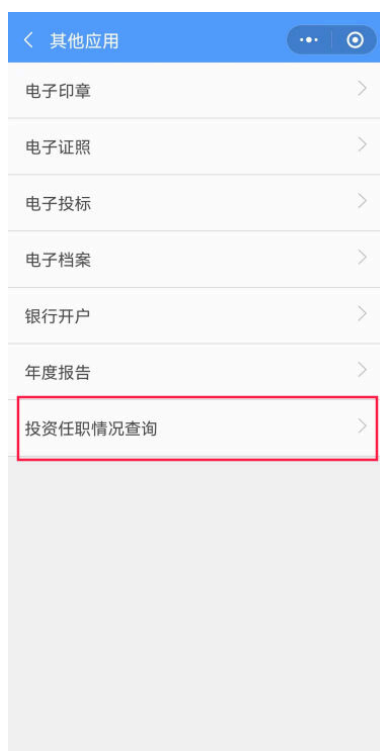 其他应用
电子印章
电子证照
电子投标
电子档案
银行开户
年度报告
投资任职情况查询